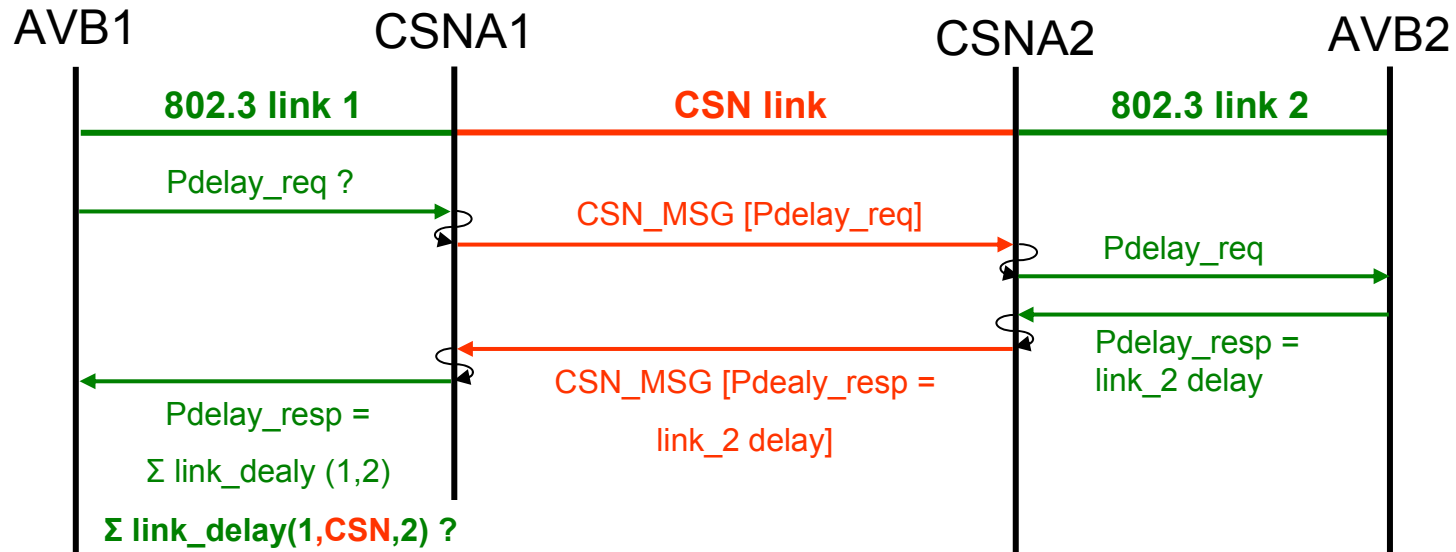 AVB1
CSNA1
CSNA2
AVB2
802.3 link 1
CSN link
802.3 link 2
Pdelay_req ?
CSN_MSG [Pdelay_req]
Pdelay_req
Pdelay_resp =
link_2 delay
CSN_MSG [Pdealy_resp =
link_2 delay]
Pdelay_resp =
Σ link_dealy (1,2)
Σ link_delay(1,CSN,2) ?